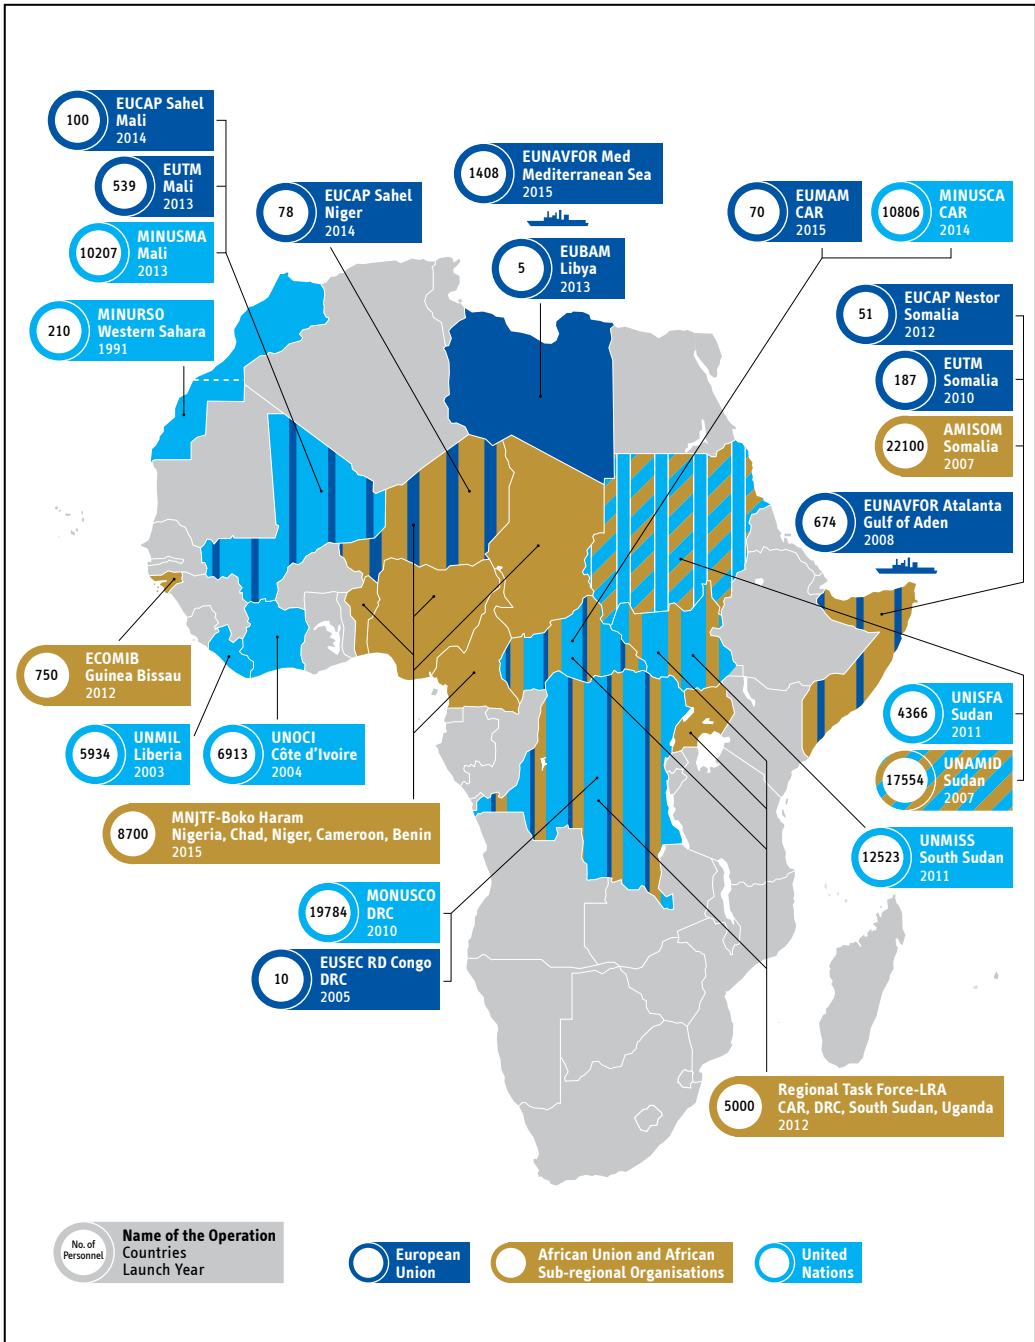 100
EUCAP Sahel
Mali
2014
539
EUTM
Mali
2013
10207
MINUSMA
Mali
2013
210
MINURSO
Western Sahara
1991
78
EUCAP Sahel
Niger
2014
1408
EUNAVFOR Med
Mediterranean Sea
2015
5
EUBAM
Libya
2013
70
EUMAM
CAR
2015
10806
MINUSCA
CAR
2014
51
EUCAP Nestor
Somalia
2012
187
EUTM
Somalia
2010
22100
AMISOM
Somalia
2007
674
EUNAVFOR Atalanta
Gulf of Aden
2008
750
ECOMIB
Guinea Bissau
2012
5934
UNMIL
Liberia
2003
6913
UNOCI
Côte d'Ivoire
2004
8700
MNJTF-Boko Haram
Nigeria, Chad, Niger, Cameroon, Benin
2015
4366
UNISFA
Sudan
2011
17554
UNAMID
Sudan
2007
12523
UNMISS
South Sudan
2011
19784
MONUSCO
DRC
2010
10
EUSEC RD Congo
DRC
2005
5000
Regional Task Force-LRA
CAR, DRC, South Sudan, Uganda
2012
No. of
Personnel
Name of the Operation
Countries
Launch Year
European
Union
African Union and African
Sub-regional Organisations
United
Nations